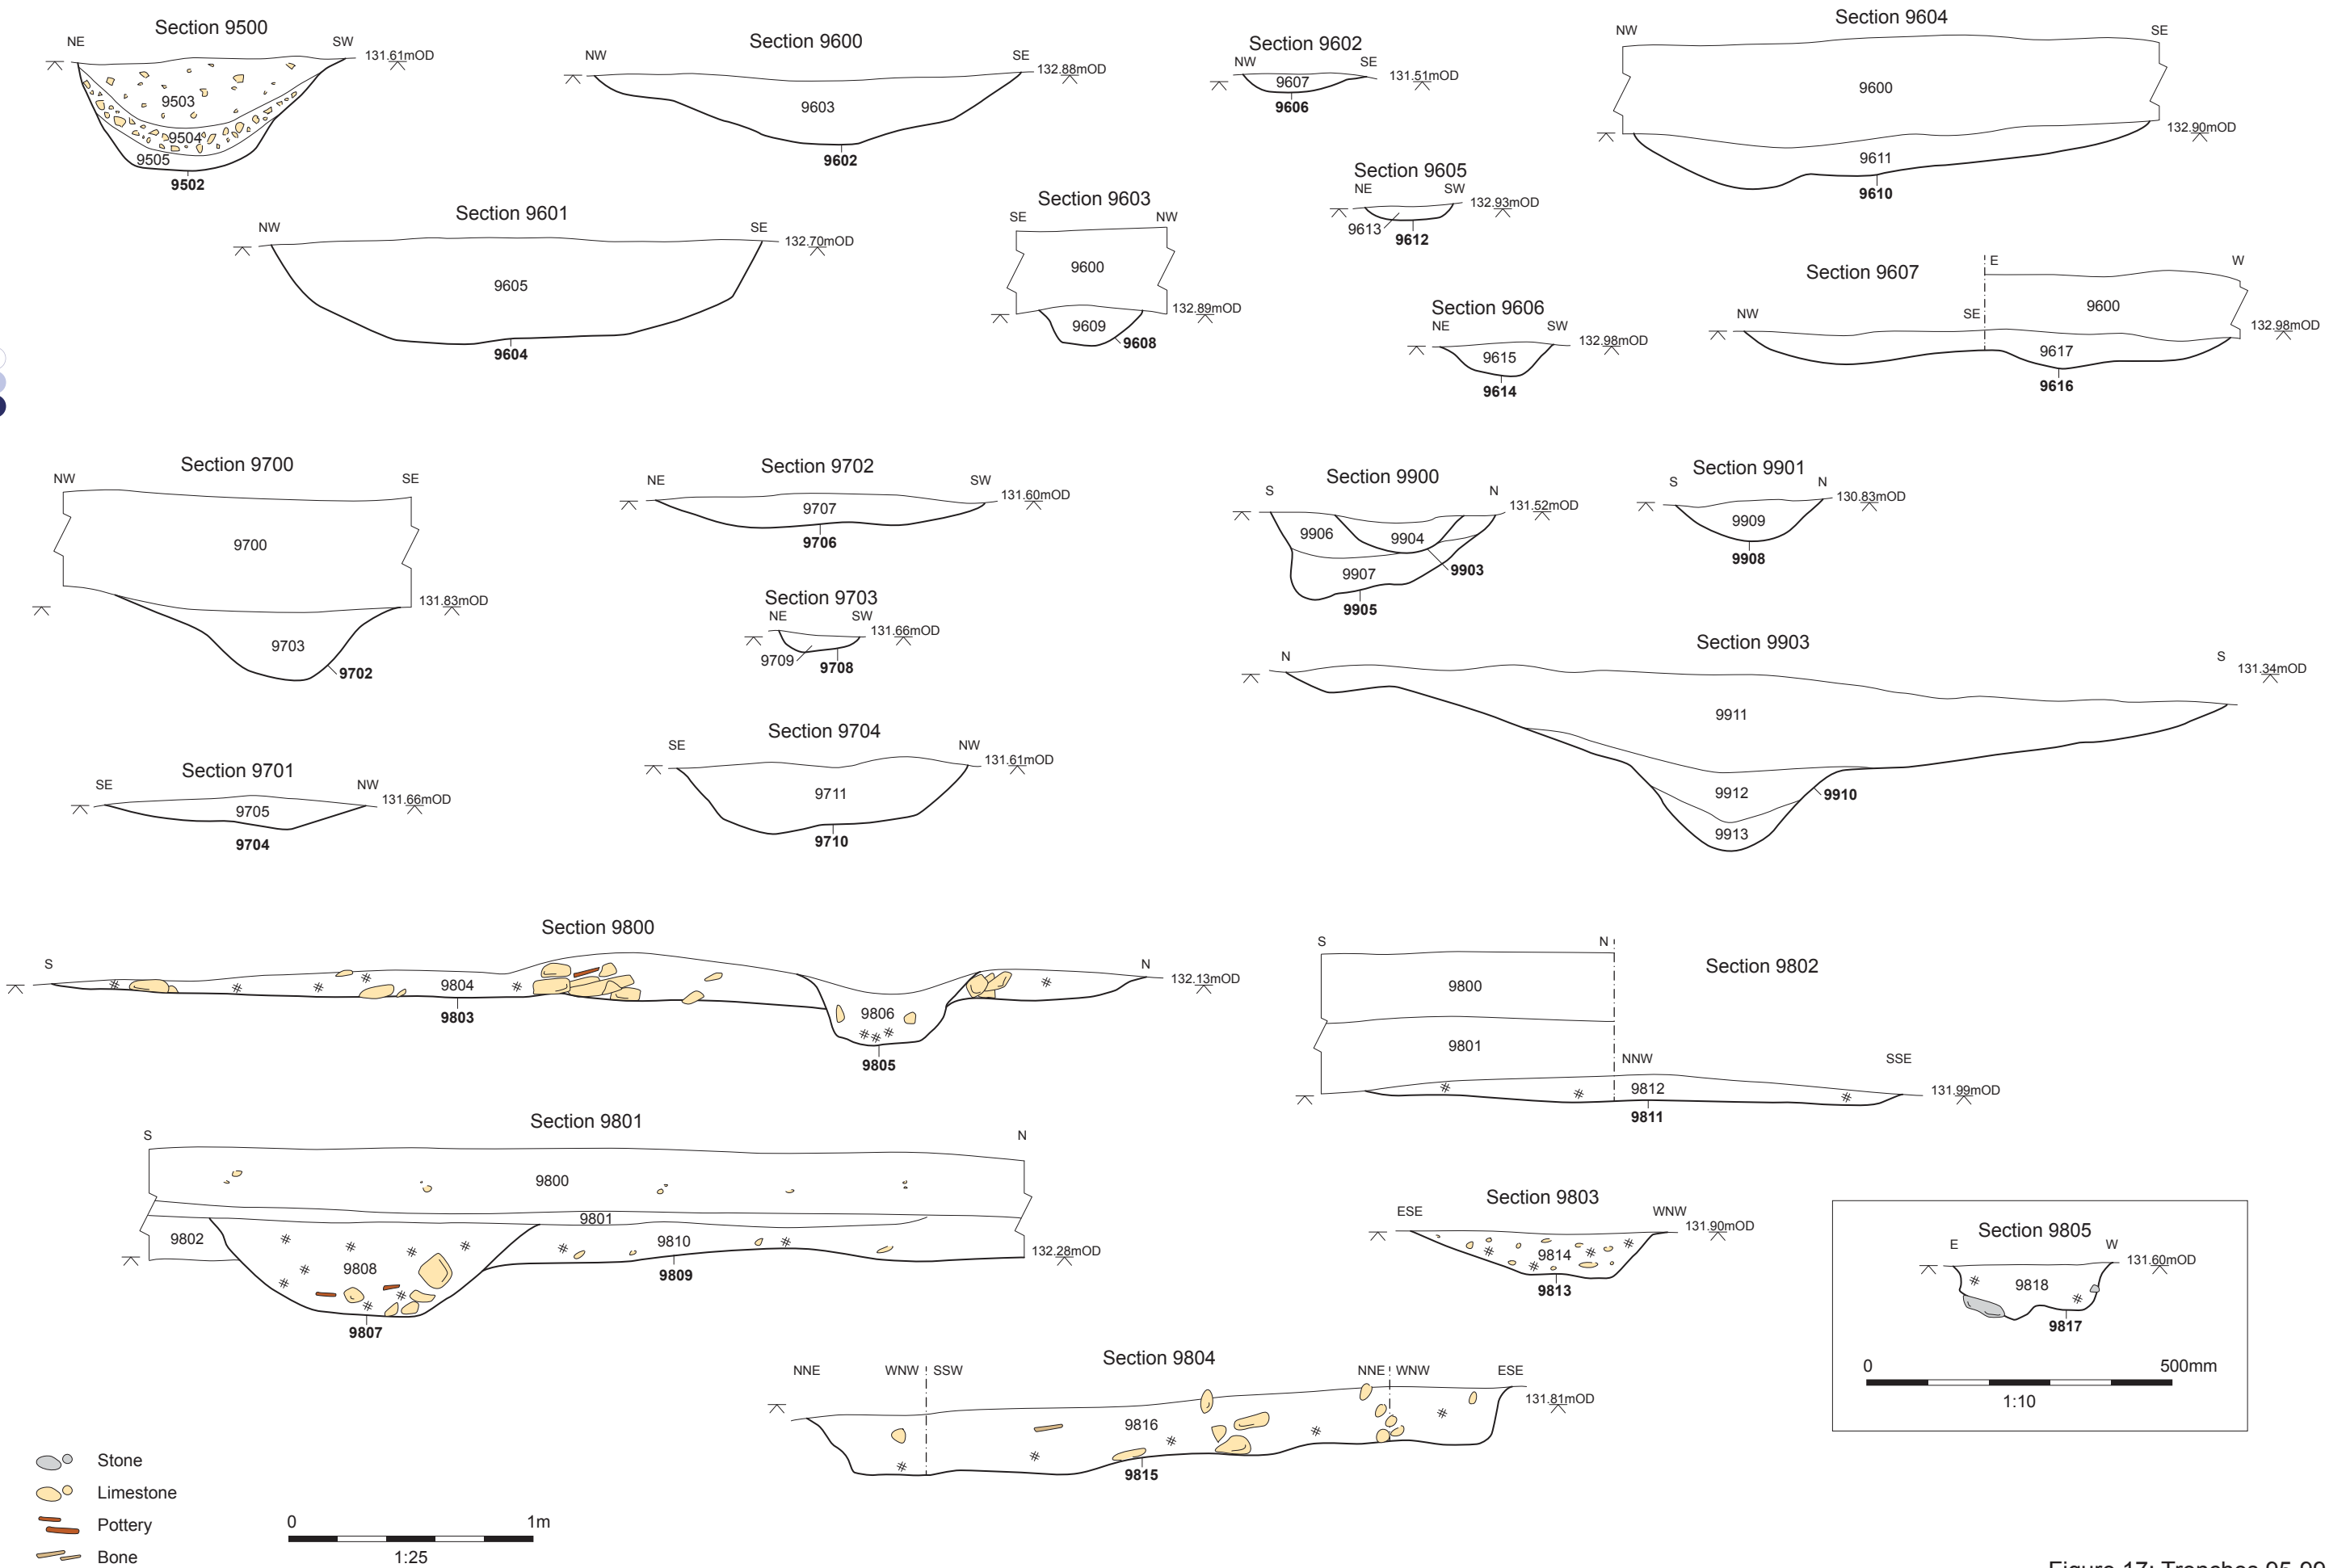 Section 9500
NE SW 131.61mOD
9503
9504
9505
9502
Section 9600
NW SE 132.88mOD
9603
9602
Section 9602
NW SE 131.51mOD
9607
9606
Section 9604
NW SE
9600
132.90mOD
9611
9610
Section 9601
NW SE 132.70mOD
9605
9604
Section 9603
SE NW
9600
132.89mOD
9609
9608
Section 9605
NE SW 132.93mOD
9613
9612
Section 9606
NE SW 132.98mOD
9615
9614
Section 9607
E W
NW SE
9600
132.98mOD
9617
9616
Section 9700
NW SE
9700
131.83mOD
9703
9702
Section 9702
NE SW 131.60mOD
9707
9706
Section 9703
NE SW 131.66mOD
9709
9708
Section 9900
S N 131.52mOD
9906
9904
9907
9903
9905
Section 9901
S N 130.83mOD
9909
9908
Section 9701
SE NW 131.66mOD
9705
9704
Section 9704
SE NW 131.61mOD
9711
9710
Section 9903
N S 131.34mOD
9911
9912
9910
9913
Section 9800
S N 132.13mOD
9804
9803
9806
9805
Section 9802
S N
9800
9801
NNW SSE
9812
131.99mOD
9811
Section 9801
S N
9800
9801
9802
9810
9808
132.28mOD
9809
9807
Section 9803
ESE WNW 131.90mOD
9814
9813
Section 9805
E W 131.60mOD
9818
9817
0 500mm
1:10
Section 9804
NNE WNW SSW NNE WNW ESE
131.81mOD
9816
9815
Stone
Limestone
Pottery
Bone
0 1m
1:25